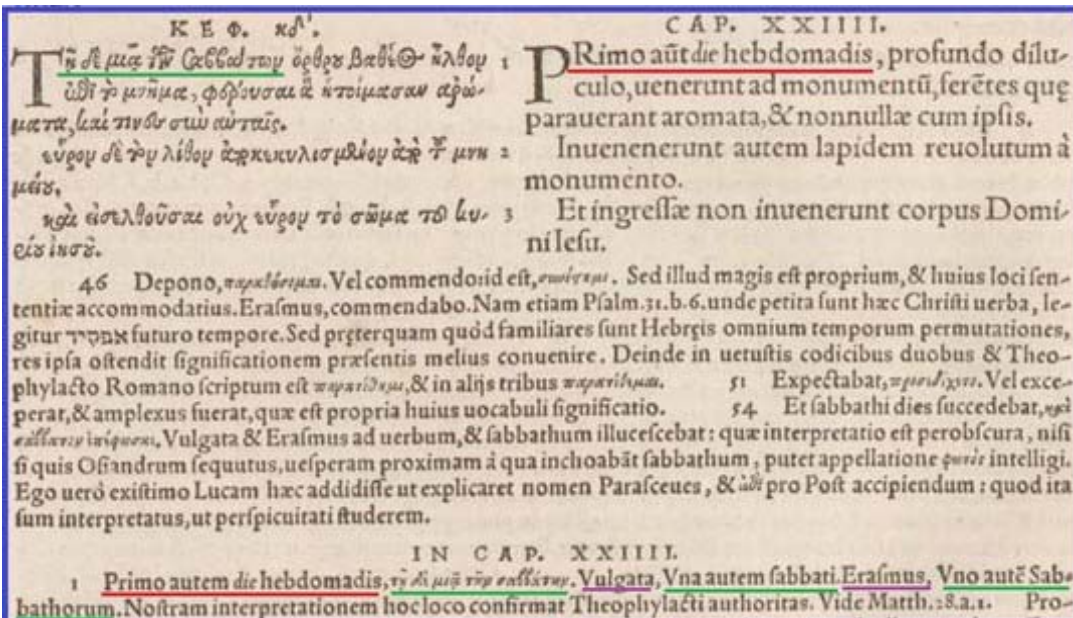 ΚΕΦ. κδ'.
Τῇ δὲ μιᾷ τῶν σαββάτων ὄρθρου βαθέος ἦλθον
ἐπὶ τὸ μνῆμα, φέρουσαι ἃ ἡτοίμασαν ἀρώ-
ματα, καί τινες σὺν αὐταῖς.
εὗρον δὲ τὸν λίθον ἀποκεκυλισμένον ἀπὸ τ͂ μνη
μείου.
καὶ εἰσελθοῦσαι οὐχ εὗρον τὸ σῶμα τοῦ κυ-
ρίου ἰησοῦ.
CAP. XXIIII.
1 PRimo aūt die hebdomadis, profundo dilu-
culo, uenerunt ad monumentū, ferētes quę
parauerant aromata, & nonnullæ cum ipsis.
2 Inuenenerunt autem lapidem reuolutum à
monumento.
3 Et ingressæ non inuenerunt corpus Domi-
ni Iesu.
46 Depono, παρατίθεμαι. Vel commendo: id est, συνίστημι. Sed illud magis est proprium, & huius loci sen-
tentiæ accommodatius. Erasmus, commendabo. Nam etiam Psalm. 31. b. 6. unde petita sunt hæc Christi uerba, le-
gitur אפקיד futuro tempore. Sed pręterquam quòd familiares sunt Hebręis omnium temporum permutationes,
res ipsa ostendit significationem præsentis melius conuenire. Deinde in uetustis codicibus duobus & Theo-
phylacto Romano scriptum est παρατίθημι, & in alijs tribus παρατίθεμαι. 51 Expectabat, προσεδέχετο. Vel exce-
perat, & amplexus fuerat, quæ est propria huius uocabuli significatio. 54 Et sabbathi dies succedebat, καὶ
σάββατον ἐπέφωσκε, Vulgata & Erasmus ad uerbum, & sabbathum illucescebat: quæ interpretatio est perobscura, nisi
si quis Osiandrum sequutus, uesperam proximam à qua inchoabāt sabbathum, putet appellatione φωτὸς intelligi.
Ego uerò existimo Lucam hæc addidisse ut explicaret nomen Parasceues, & ἐπὶ pro Post accipiendum: quod ita
sum interpretatus, ut perspicuitati studerem.
IN CAP. XXIIII.
1 Primo autem die hebdomadis, τῇ δὲ μιᾷ τῶν σαββάτων. Vulgata, Vna autem sabbati. Erasmus, Vno autē Sab-
bathorum. Nostram interpretationem hoc loco confirmat Theophylacti authoritas. Vide Matth. 28. a. 1. Pro-